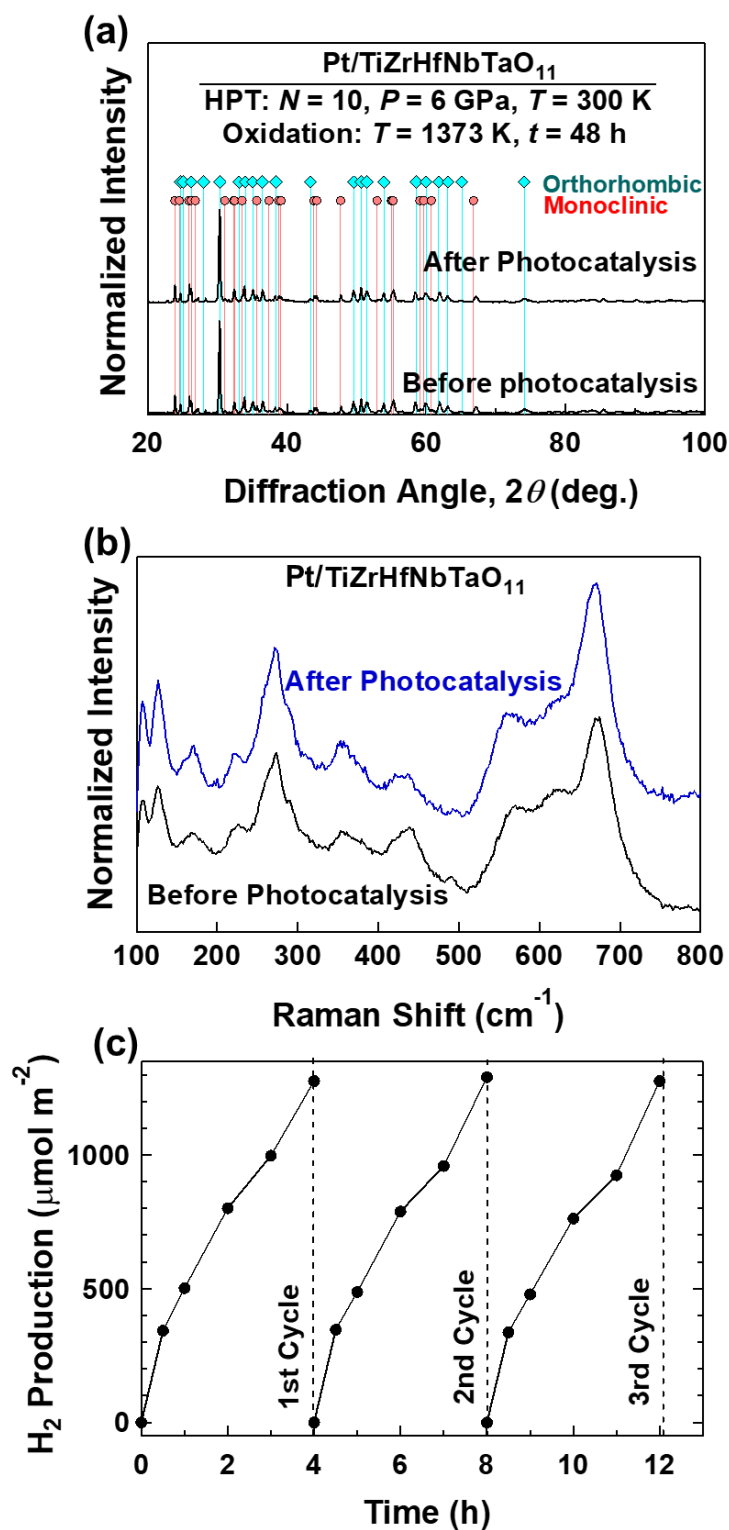 (a)
Pt/TiZrHfNbTaO₁₁
HPT: N = 10, P = 6 GPa, T = 300 K
Oxidation: T = 1373 K, t = 48 h
Orthorhombic
Monoclinic
After Photocatalysis
Before photocatalysis
Normalized Intensity
20 40 60 80 100
Diffraction Angle, 2θ (deg.)
(b)
Pt/TiZrHfNbTaO₁₁
After Photocatalysis
Before Photocatalysis
Normalized Intensity
100 200 300 400 500 600 700 800
Raman Shift (cm⁻¹)
(c)
H₂ Production (μmol m⁻²)
1000
500
0
1st Cycle
2nd Cycle
3rd Cycle
0 2 4 6 8 10 12
Time (h)